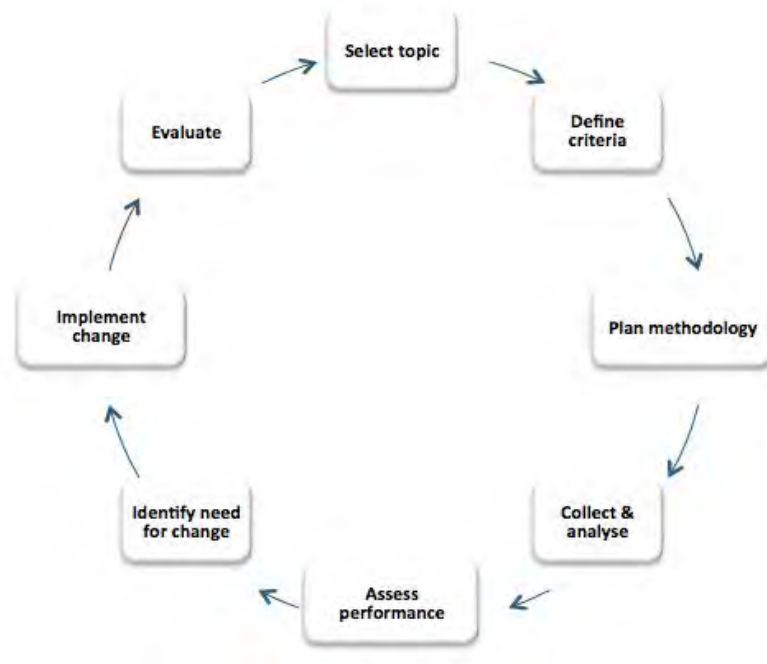 Select topic
Define
criteria
Plan methodology
Collect &
analyse
Assess
performance
Identify need
for change
Implement
change
Evaluate